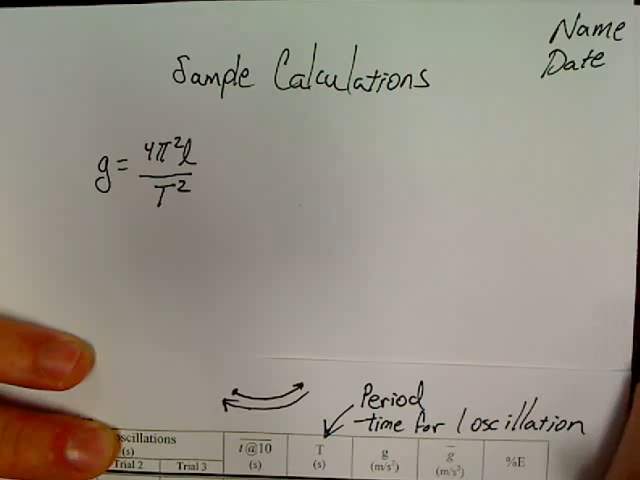 Name
Date
Sample Calculations
g = 4π²l / T²
Period
time for 1 oscillation
oscillations
(s)
Trial 2 Trial 3
t@10
(s)
T
(s)
g
(m/s²)
g̅
(m/s²)
%E